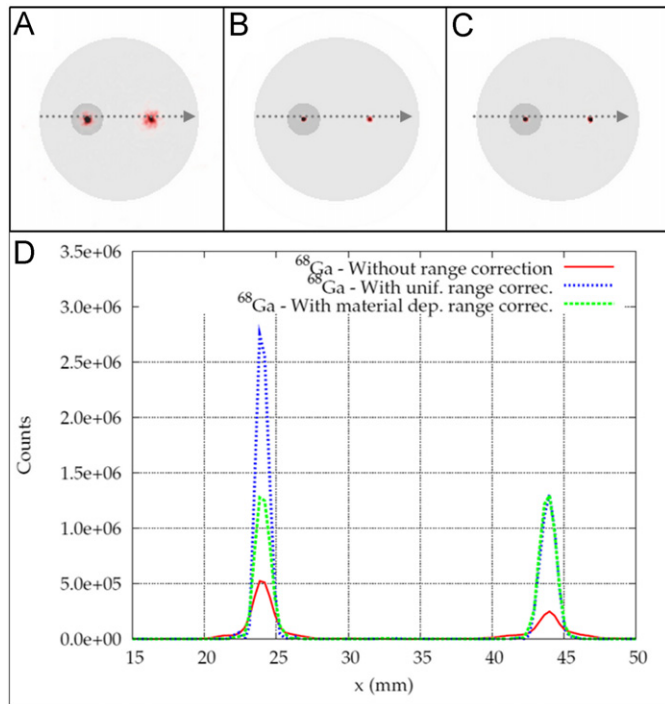 A
B
C
D
3.5e+06
3.0e+06
2.5e+06
2.0e+06
1.5e+06
1.0e+06
5.0e+05
0.0e+00
Counts
⁶⁸Ga - Without range correction
⁶⁸Ga - With unif. range correc.
⁶⁸Ga - With material dep. range correc.
15 20 25 30 35 40 45 50
x (mm)